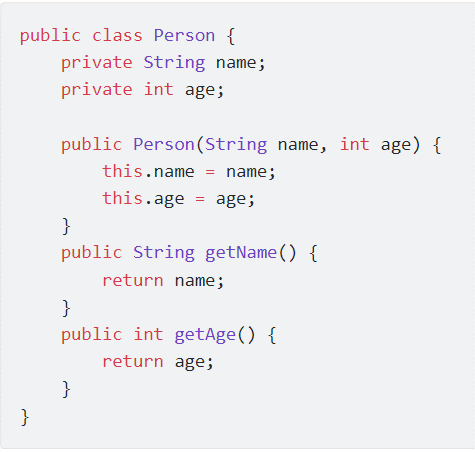 public class Person {
    private String name;
    private int age;

    public Person(String name, int age) {
        this.name = name;
        this.age = age;
    }
    public String getName() {
        return name;
    }
    public int getAge() {
        return age;
    }
}